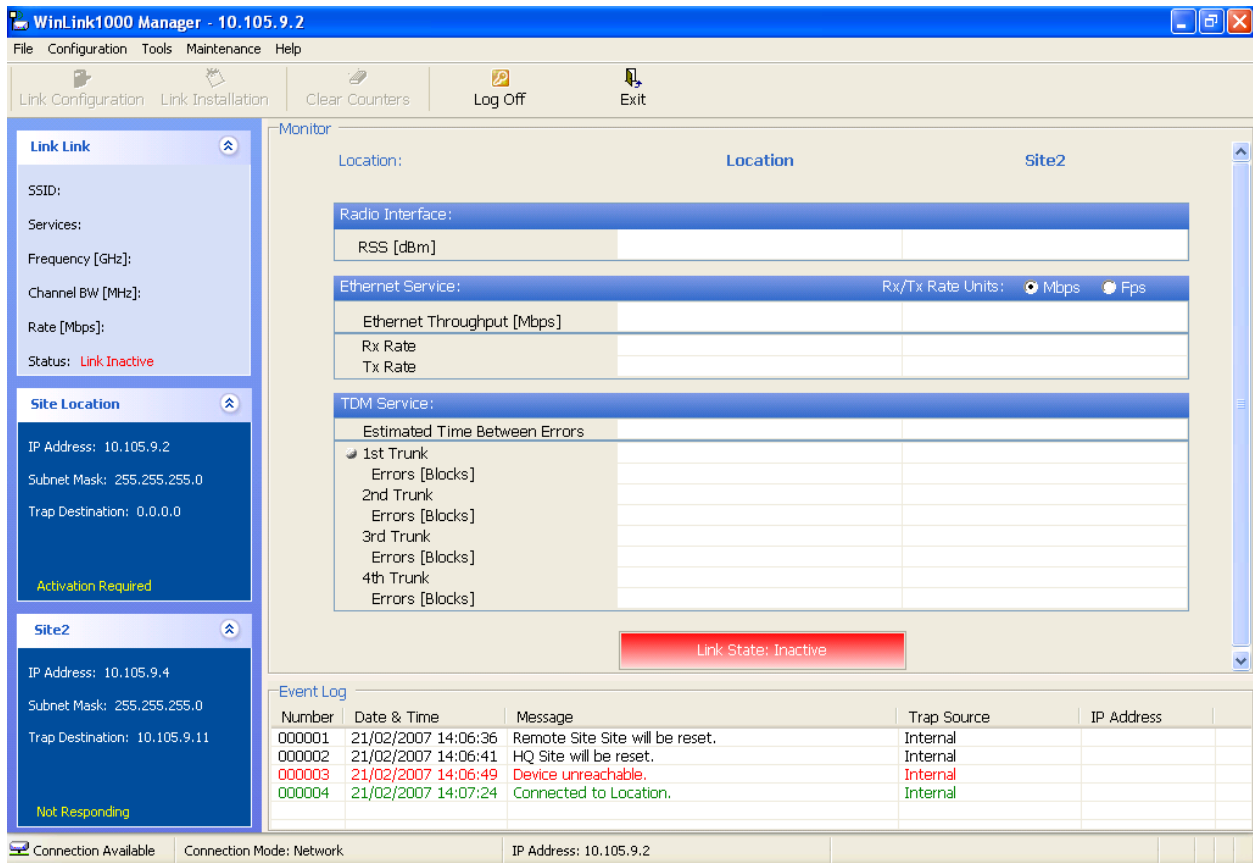 WinLink1000 Manager - 10.105.9.2
File Configuration Tools Maintenance Help
Link Configuration Link Installation Clear Counters Log Off Exit
Link Link
SSID:
Services:
Frequency [GHz]:
Channel BW [MHz]:
Rate [Mbps]:
Status: Link Inactive
Site Location
IP Address: 10.105.9.2
Subnet Mask: 255.255.255.0
Trap Destination: 0.0.0.0
Activation Required
Site2
IP Address: 10.105.9.4
Subnet Mask: 255.255.255.0
Trap Destination: 10.105.9.11
Not Responding
Monitor
Location: Location Site2
Radio Interface:
RSS [dBm]
Ethernet Service: Rx/Tx Rate Units: Mbps Fps
Ethernet Throughput [Mbps]
Rx Rate
Tx Rate
TDM Service:
Estimated Time Between Errors
1st Trunk
Errors [Blocks]
2nd Trunk
Errors [Blocks]
3rd Trunk
Errors [Blocks]
4th Trunk
Errors [Blocks]
Link State: Inactive
Event Log
Number Date & Time Message Trap Source IP Address
000001 21/02/2007 14:06:36 Remote Site Site will be reset. Internal
000002 21/02/2007 14:06:41 HQ Site will be reset. Internal
000003 21/02/2007 14:06:49 Device unreachable. Internal
000004 21/02/2007 14:07:24 Connected to Location. Internal
Connection Available Connection Mode: Network IP Address: 10.105.9.2